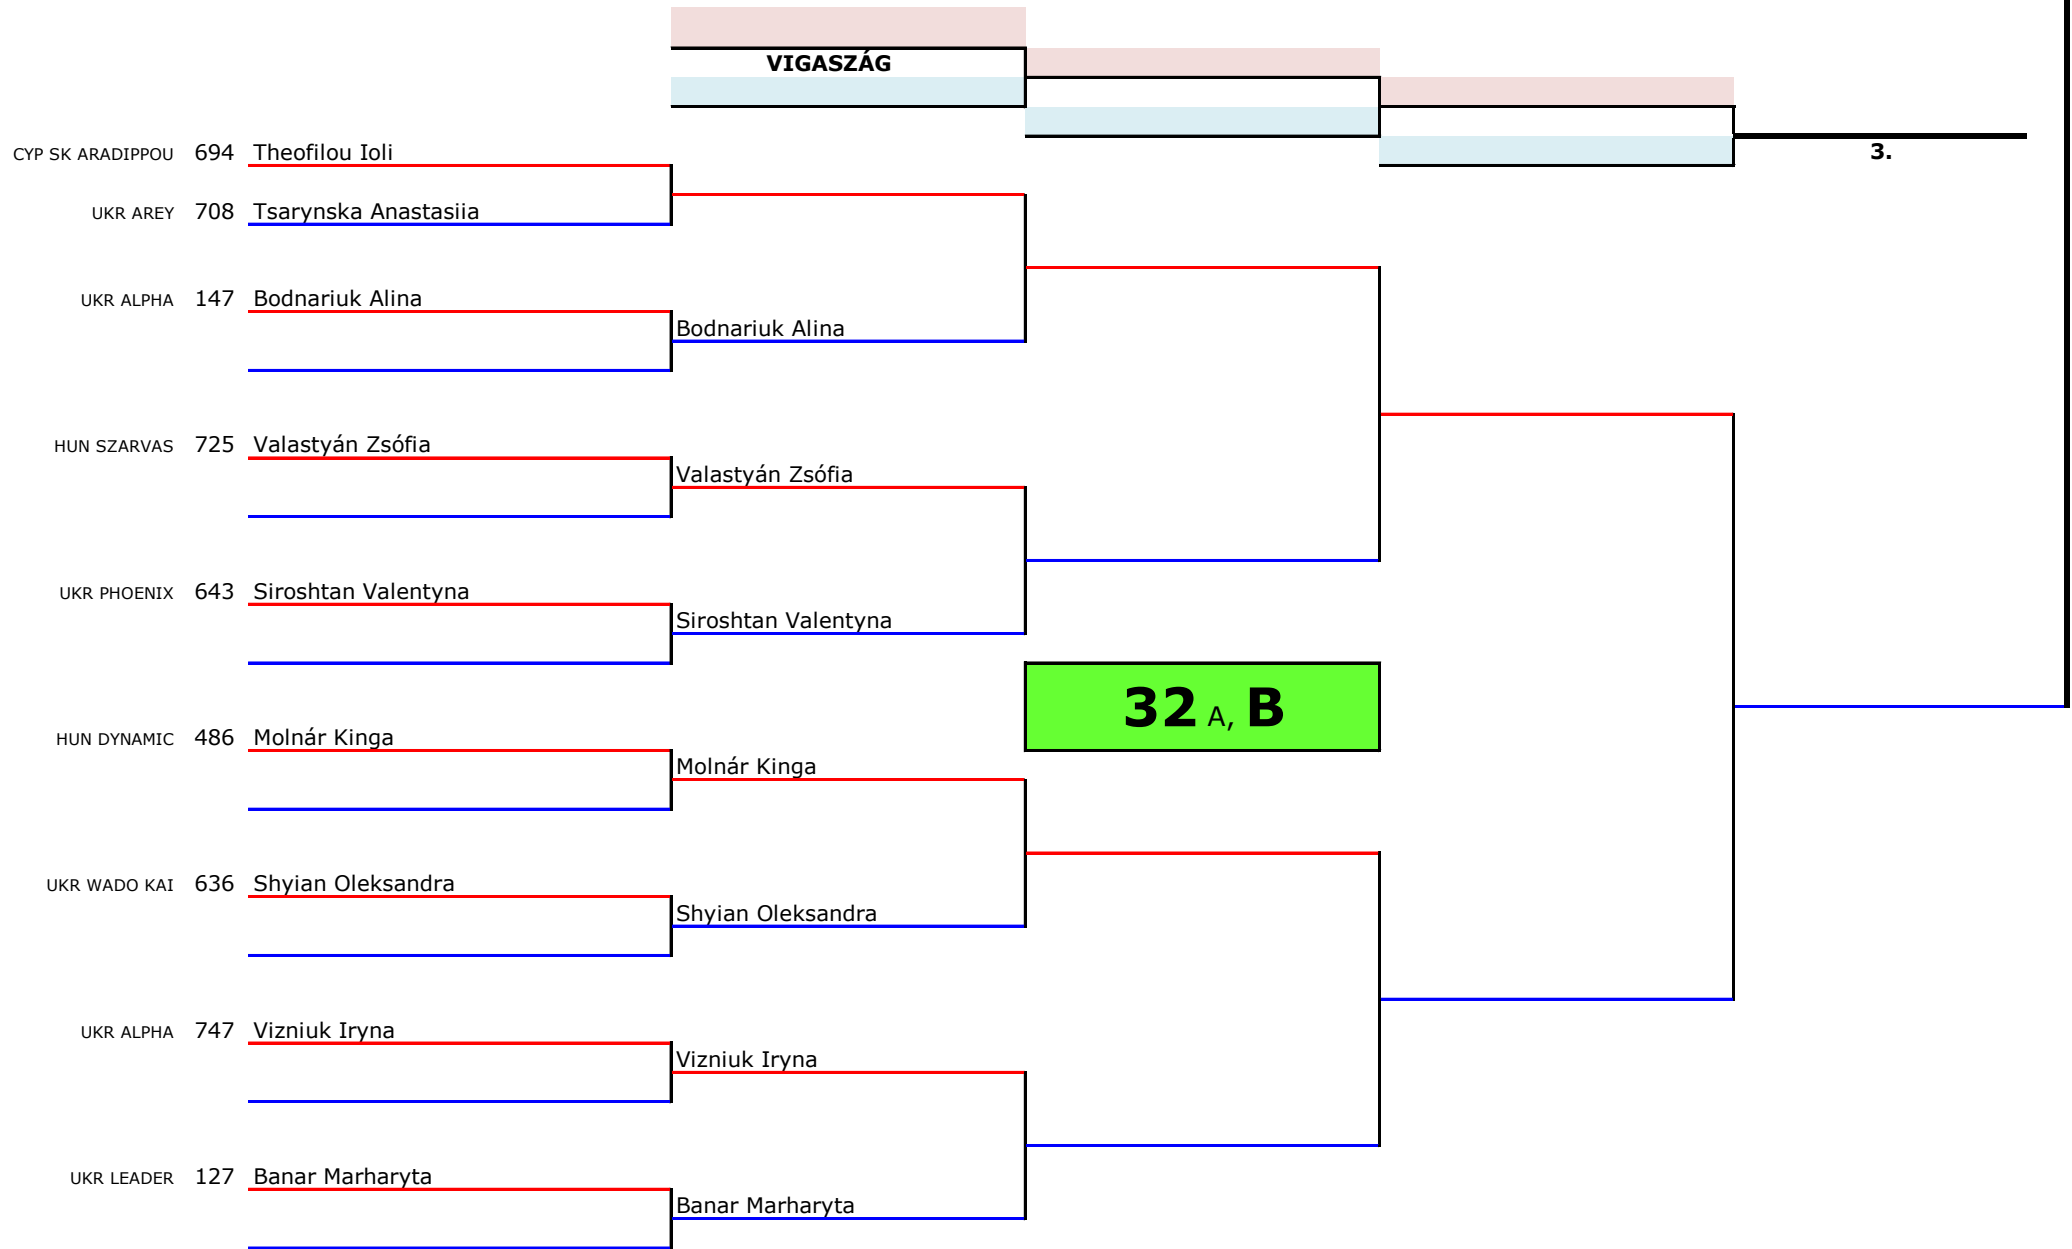 VIGASZÁG
3.
CYP SK ARADIPPOU 694 Theofilou Ioli
UKR AREY 708 Tsarynska Anastasiia
UKR ALPHA 147 Bodnariuk Alina
Bodnariuk Alina
HUN SZARVAS 725 Valastyán Zsófia
Valastyán Zsófia
UKR PHOENIX 643 Siroshtan Valentyna
Siroshtan Valentyna
32 A, B
HUN DYNAMIC 486 Molnár Kinga
Molnár Kinga
UKR WADO KAI 636 Shyian Oleksandra
Shyian Oleksandra
UKR ALPHA 747 Vizniuk Iryna
Vizniuk Iryna
UKR LEADER 127 Banar Marharyta
Banar Marharyta